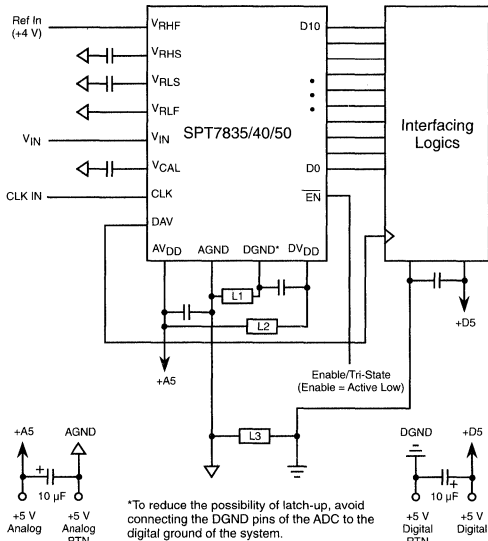 Ref In
(+4 V)
VRHF
D10
VRHS
VRLS
VRLF
VIN
VIN
SPT7835/40/50
Interfacing
Logics
VCAL
D0
CLK IN
CLK
EN
DAV
AVDD
AGND
DGND*
DVDD
L1
L2
+D5
+A5
Enable/Tri-State
(Enable = Active Low)
L3
+A5
AGND
DGND
+D5
+
10 µF
10 µF
+
+5 V
Analog
+5 V
Analog
RTN
*To reduce the possibility of latch-up, avoid
connecting the DGND pins of the ADC to the
digital ground of the system.
+5 V
Digital
RTN
+5 V
Digital